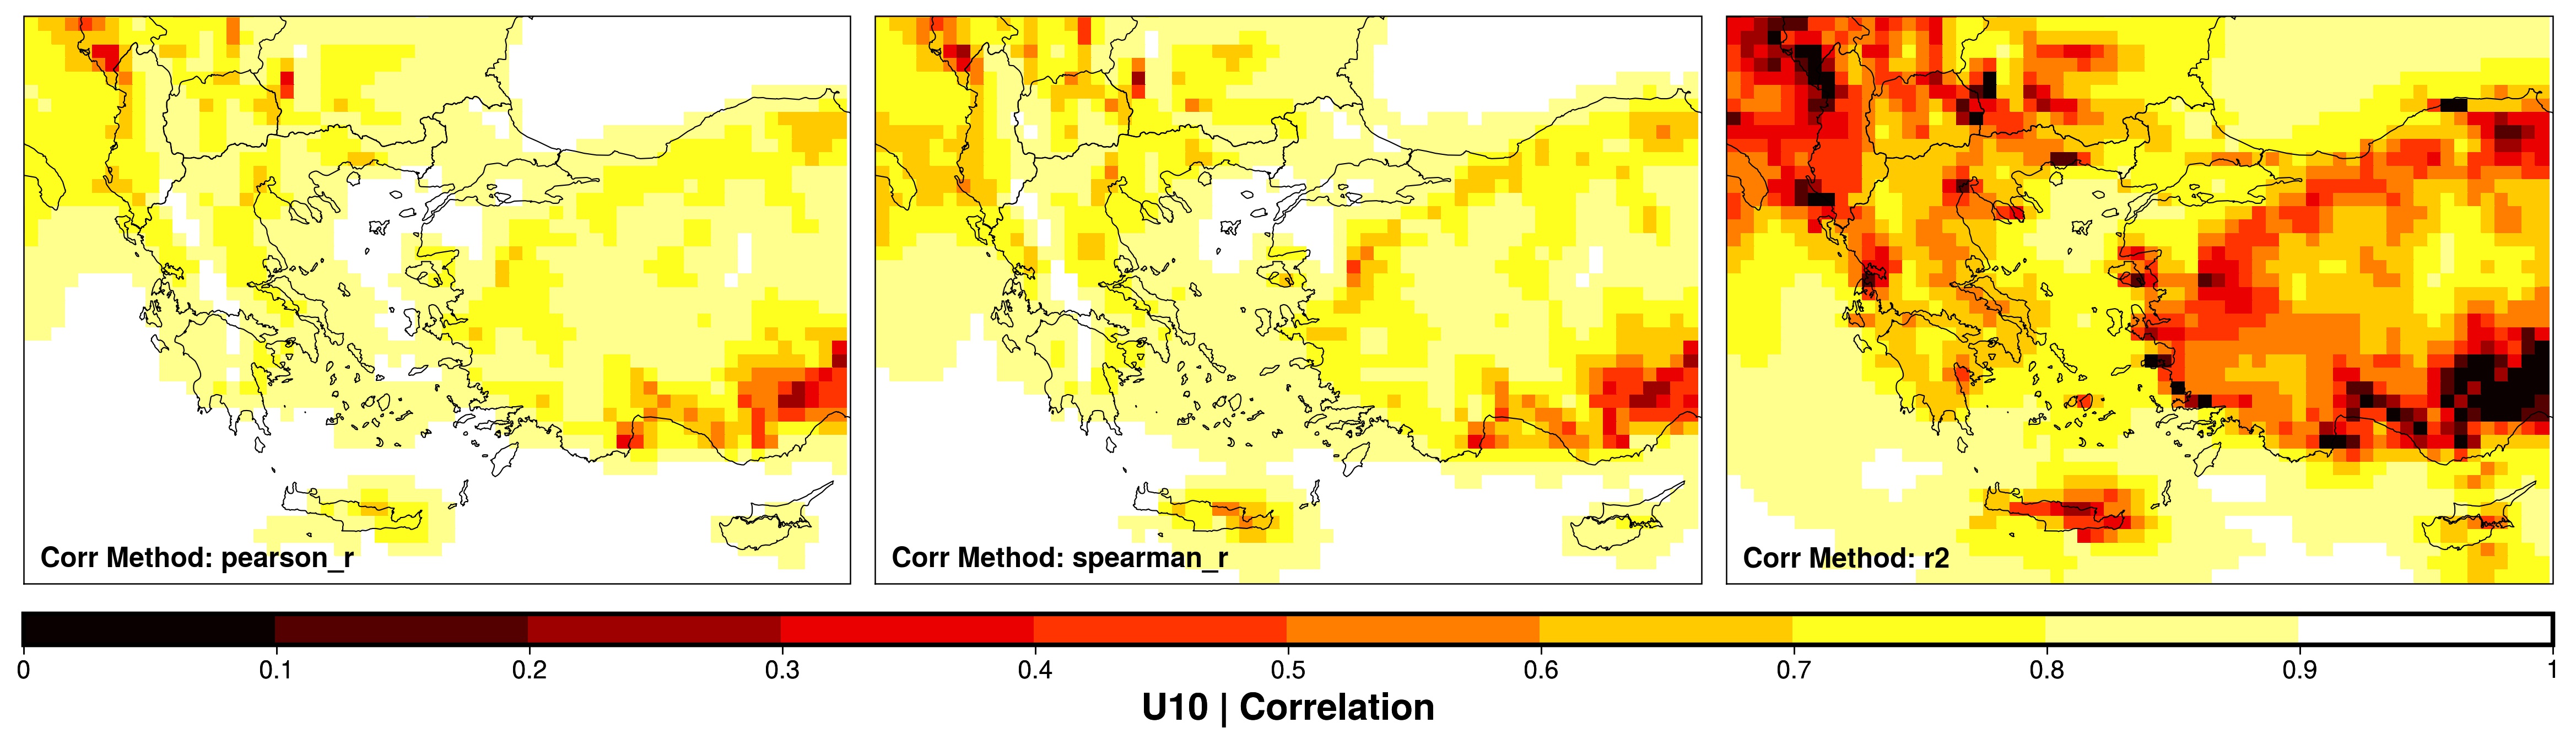 Corr Method: pearson_r
Corr Method: spearman_r
Corr Method: r2
0 0.1 0.2 0.3 0.4 0.5 0.6 0.7 0.8 0.9 1
U10 | Correlation